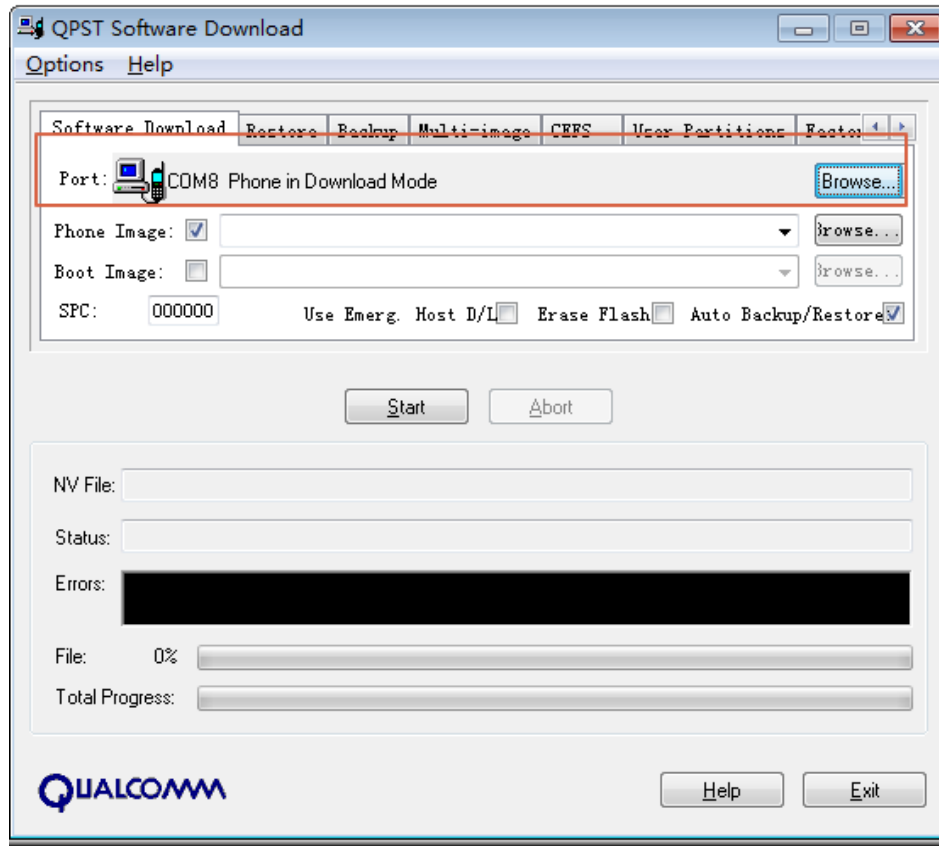 QPST Software Download
Options Help
Software Download Restore Backup Multi-image CEFS User Partitions Factor
Port: COM8 Phone in Download Mode Browse...
Phone Image: Browse...
Boot Image: Browse...
SPC: 000000 Use Emerg. Host D/L Erase Flash Auto Backup/Restore
Start Abort
NV File:
Status:
Errors:
File: 0%
Total Progress:
QUALCOMM Help Exit